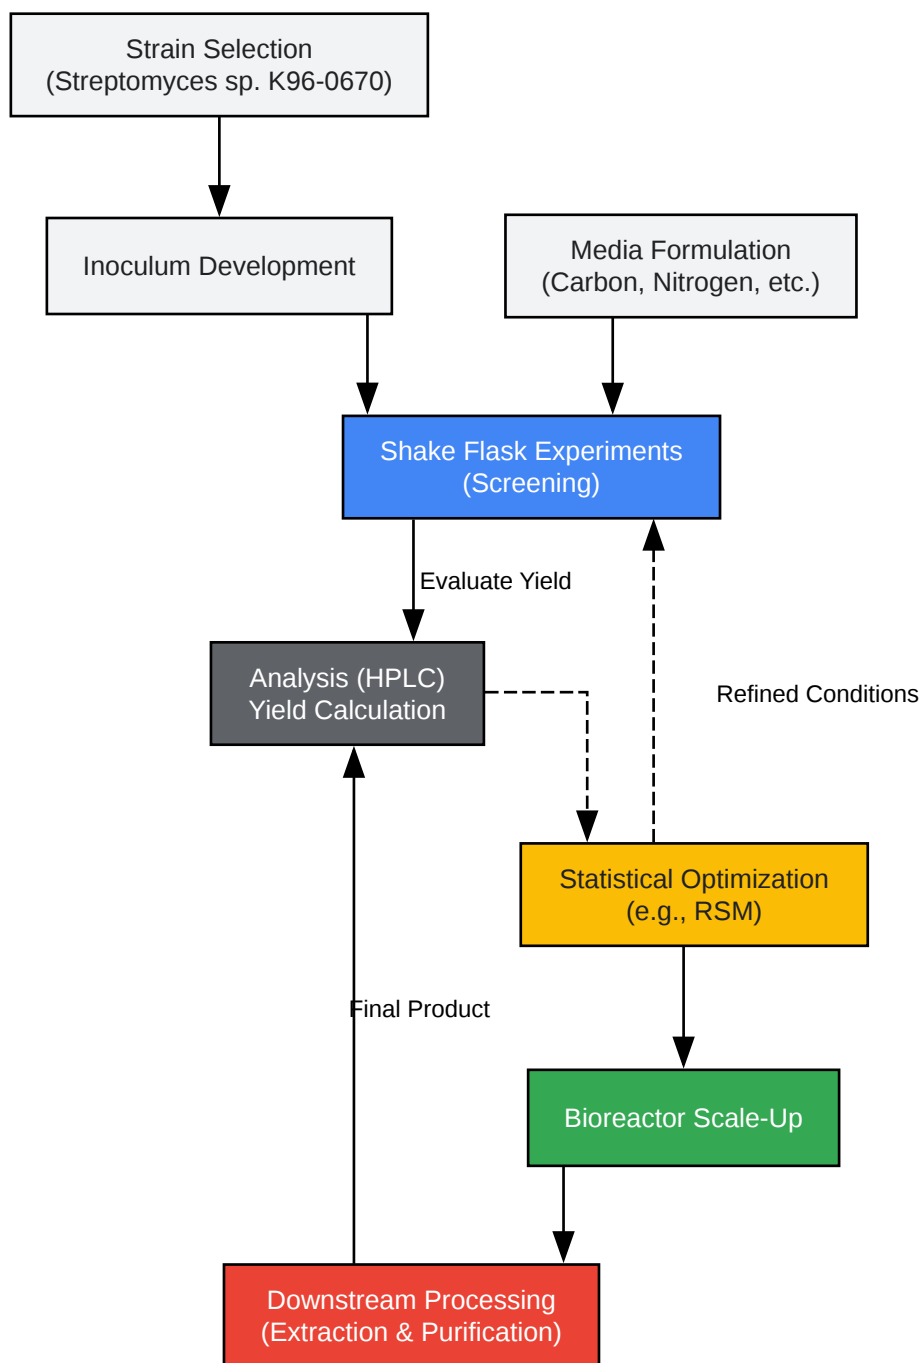 Strain Selection
(Streptomyces sp. K96-0670)
Inoculum Development
Media Formulation
(Carbon, Nitrogen, etc.)
Shake Flask Experiments
(Screening)
Evaluate Yield
Analysis (HPLC)
Yield Calculation
Refined Conditions
Statistical Optimization
(e.g., RSM)
Final Product
Bioreactor Scale-Up
Downstream Processing
(Extraction & Purification)